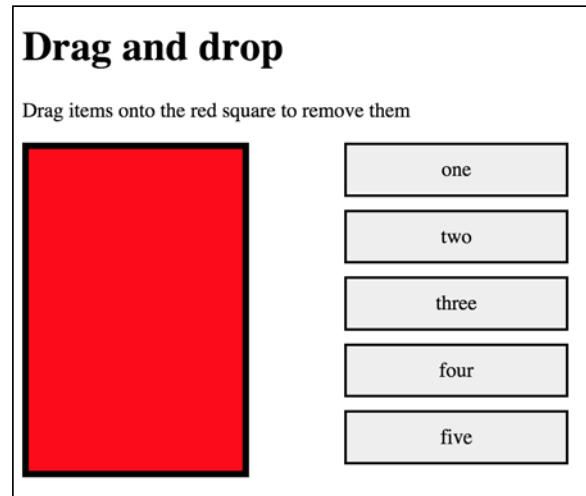 Drag and drop
Drag items onto the red square to remove them
one
two
three
four
five